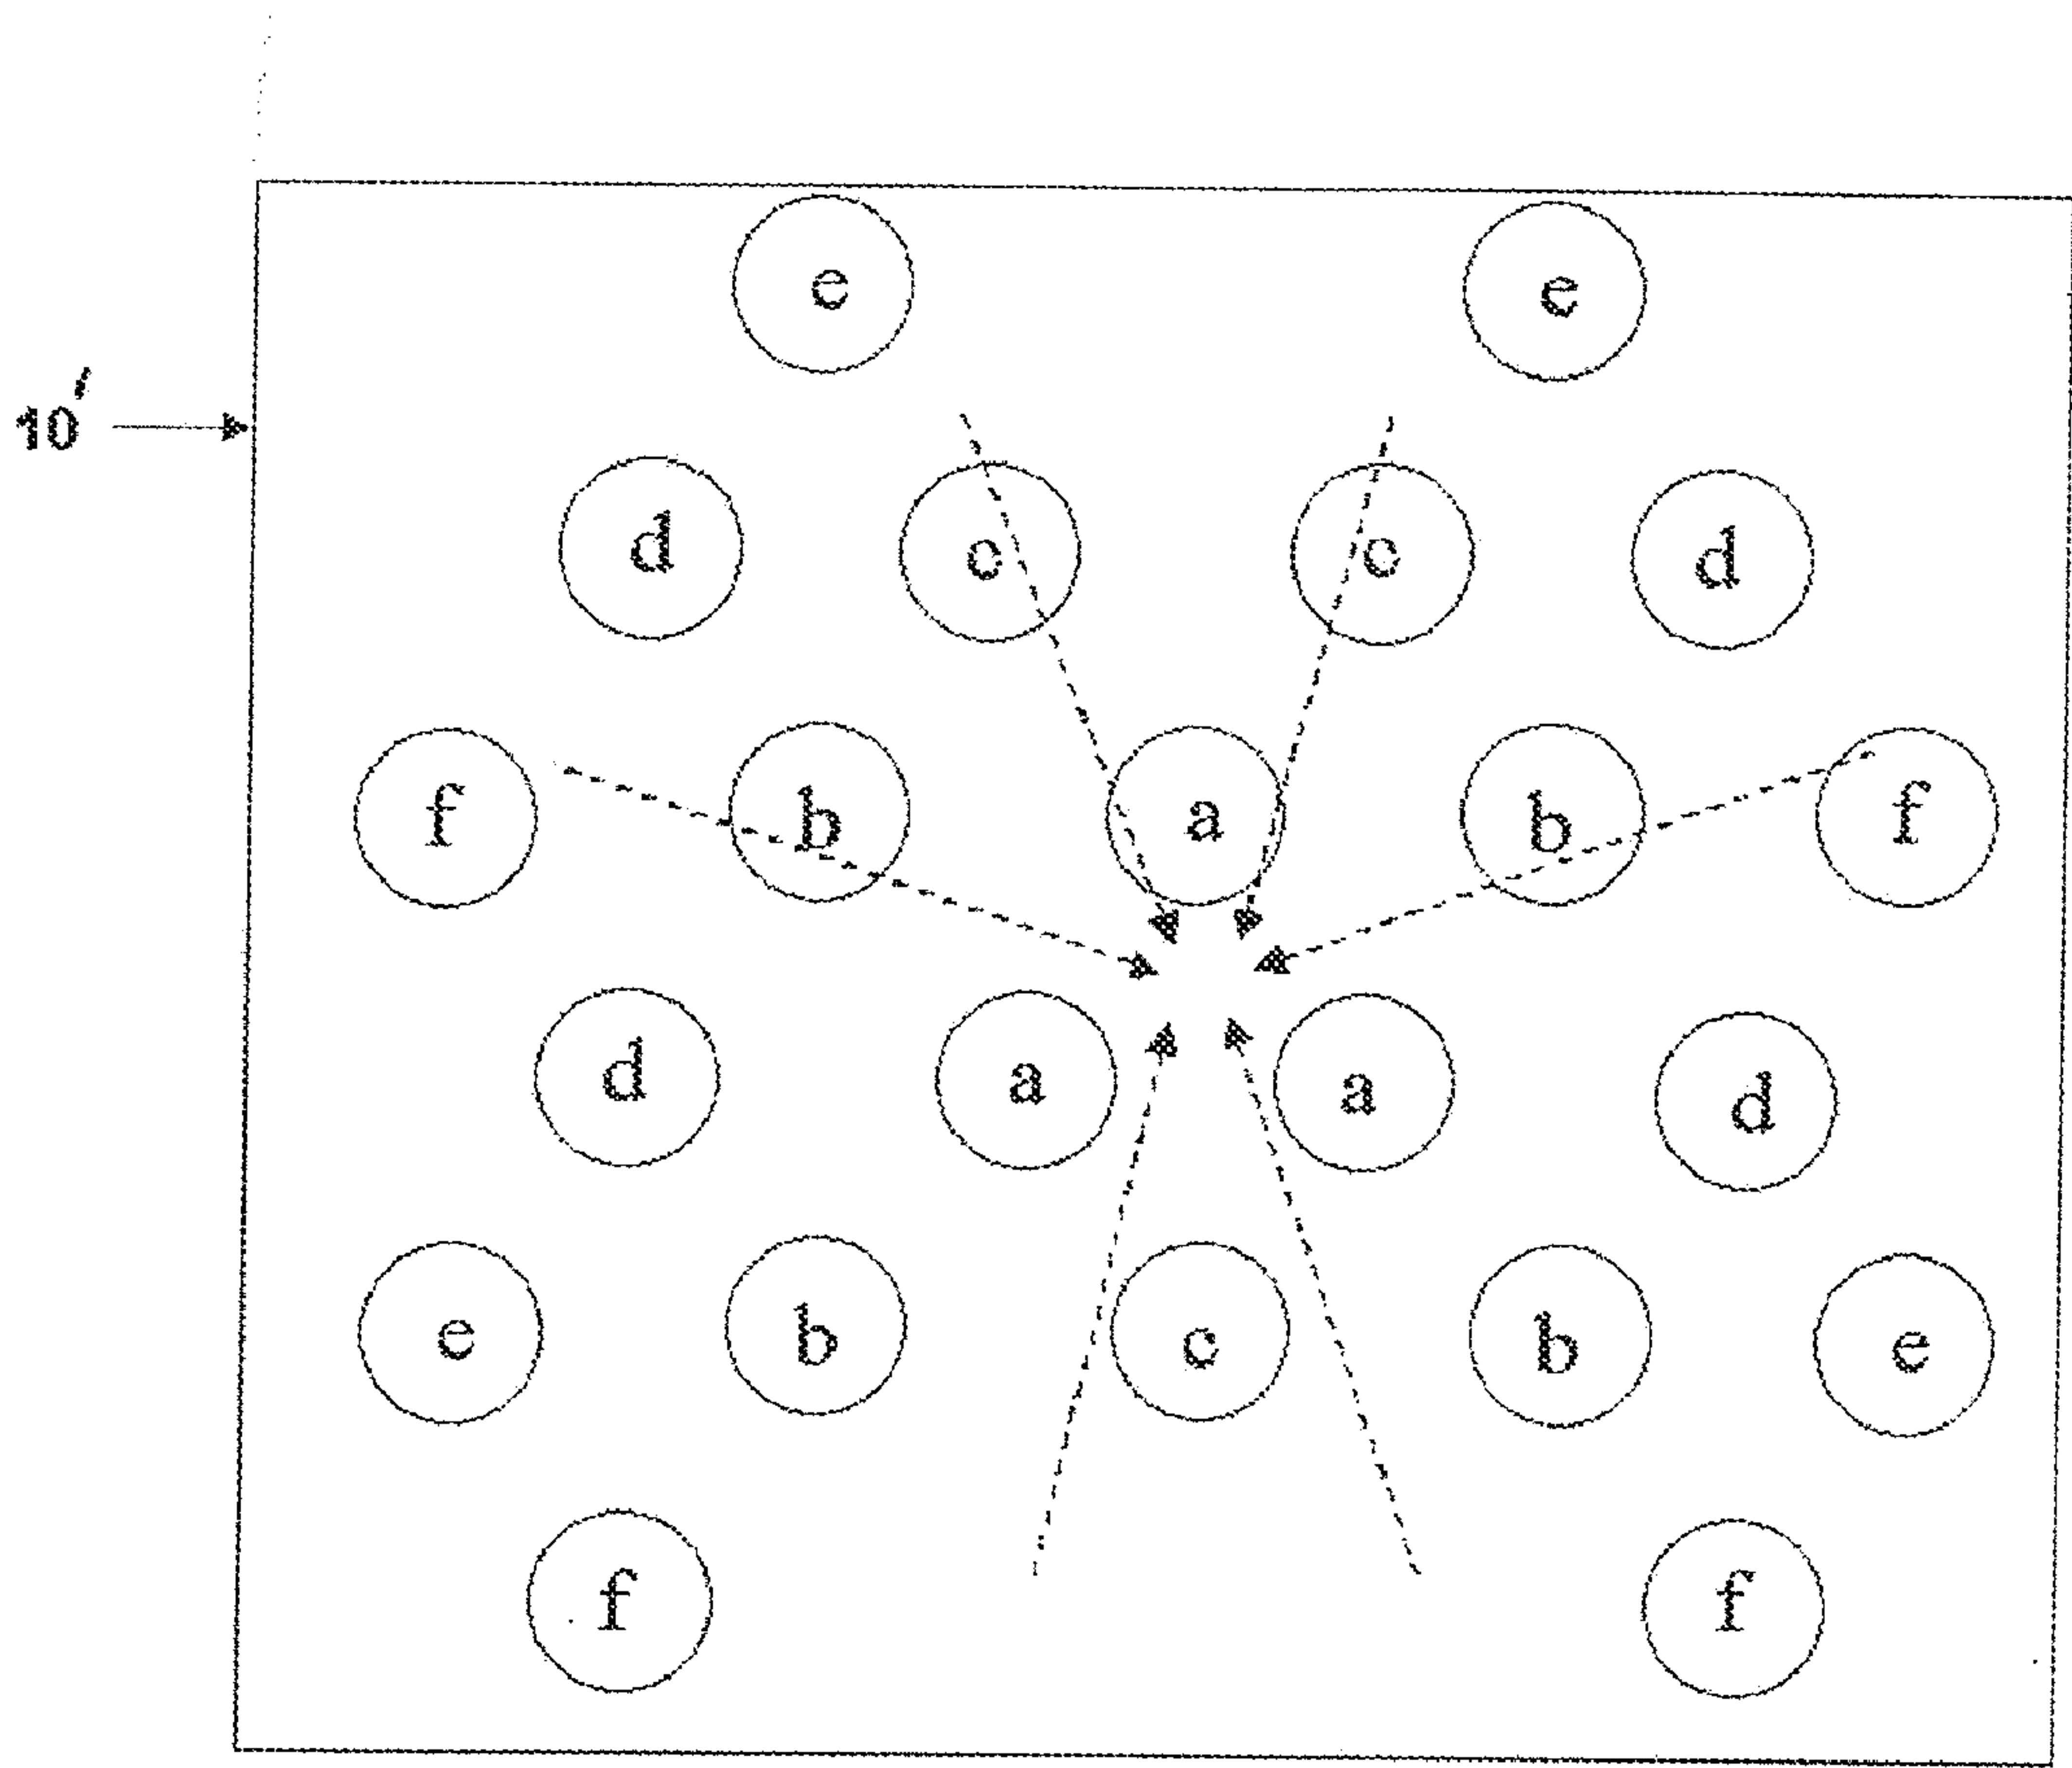 e e
10′
d c c d
f b a b f
d a a d
e b c b e
f f